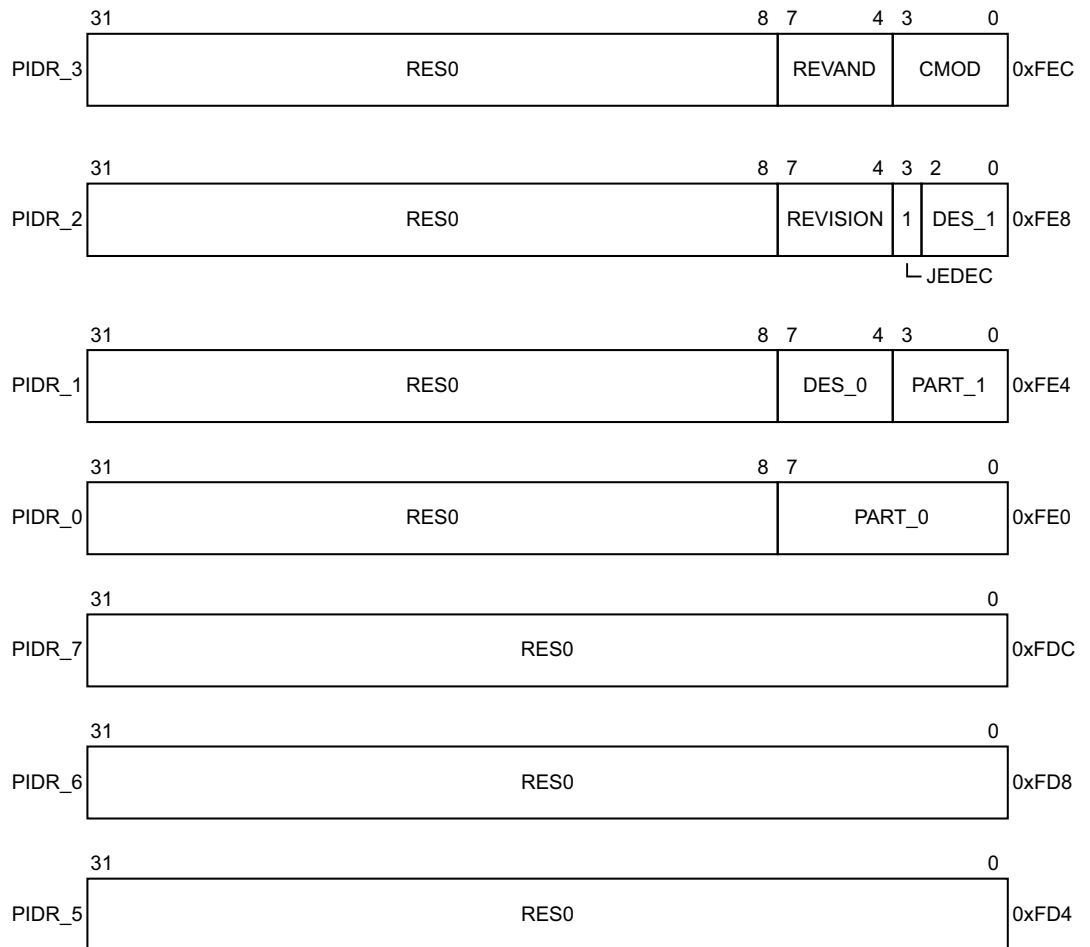 31 8 7 4 3 0
PIDR_3 RES0 REVAND CMOD 0xFEC
31 8 7 4 3 2 0
PIDR_2 RES0 REVISION 1 DES_1 0xFE8
JEDEC
31 8 7 4 3 0
PIDR_1 RES0 DES_0 PART_1 0xFE4
31 8 7 0
PIDR_0 RES0 PART_0 0xFE0
31 0
PIDR_7 RES0 0xFDC
31 0
PIDR_6 RES0 0xFD8
31 0
PIDR_5 RES0 0xFD4